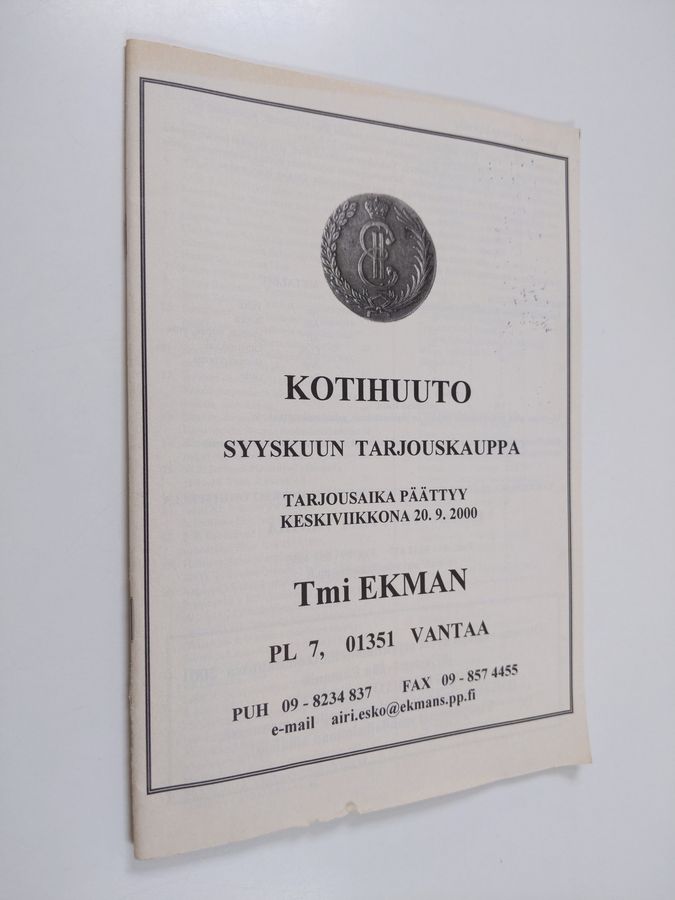 KOTIHUUTO
SYYSKUUN TARJOUSKAUPPA
TARJOUSAIKA PÄÄTTYY
KESKIVIIKKONA 20. 9. 2000
Tmi EKMAN
PL 7, 01351 VANTAA
PUH 09 - 8234 837 FAX 09 - 857 4455
e-mail airi.esko@ekmans.pp.fi